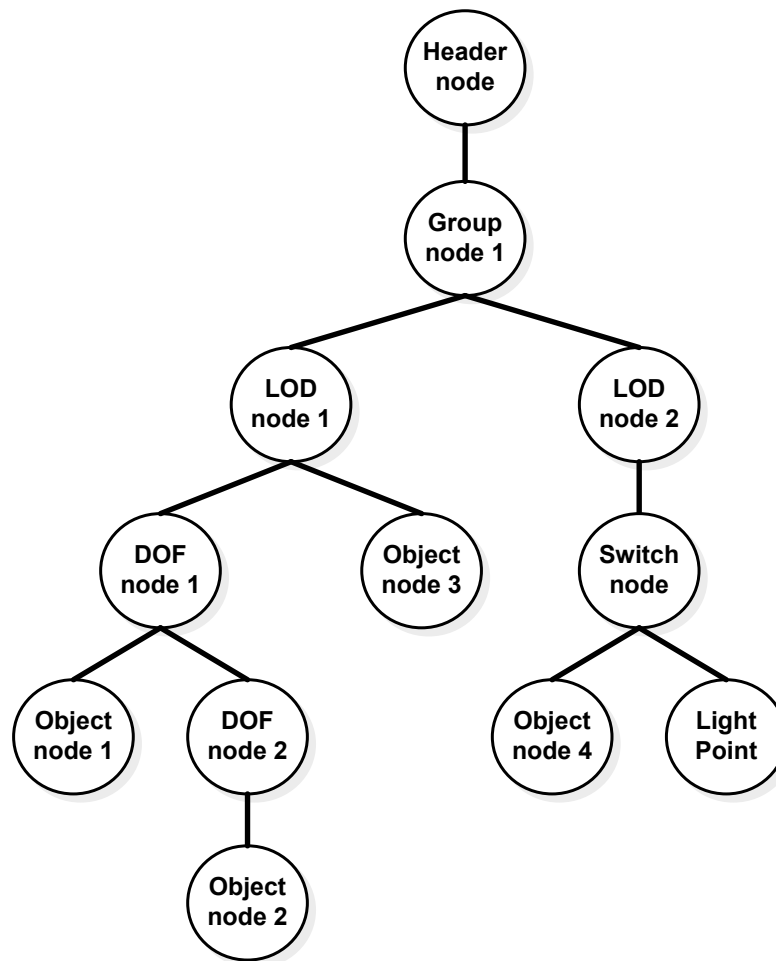 Header
node
Group
node 1
LOD
node 1
LOD
node 2
DOF
node 1
Object
node 3
Switch
node
Object
node 1
DOF
node 2
Object
node 4
Light
Point
Object
node 2